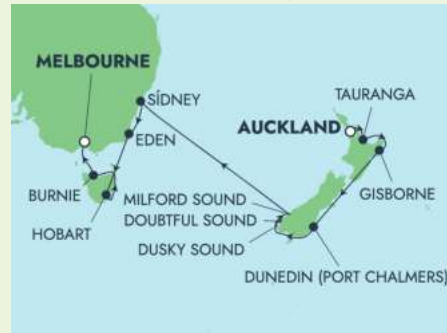 MELBOURNE
SÍDNEY
EDEN
BURNIE
HOBART
TAURANGA
AUCKLAND
GISBORNE
MILFORD SOUND
DOUBTFUL SOUND
DUSKY SOUND
DUNEDIN (PORT CHALMERS)